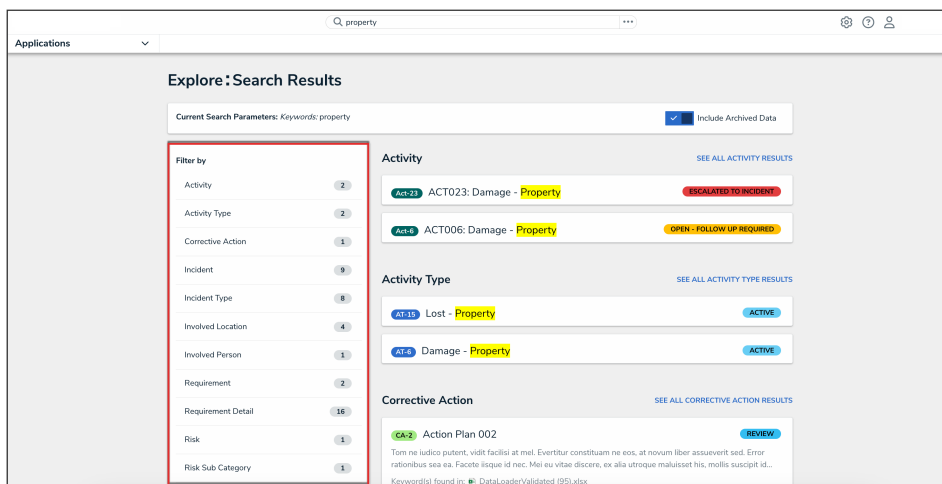 property
Applications
Explore:Search Results
Current Search Parameters: Keywords: property
Include Archived Data
Filter by
Activity 2
Activity Type 2
Corrective Action 1
Incident 9
Incident Type 8
Involved Location 4
Involved Person 1
Requirement 2
Requirement Detail 16
Risk 1
Risk Sub Category 1
Activity SEE ALL ACTIVITY RESULTS
Act-23 ACT023: Damage - Property ESCALATED TO INCIDENT
Act-6 ACT006: Damage - Property OPEN - FOLLOW UP REQUIRED
Activity Type SEE ALL ACTIVITY TYPE RESULTS
AT-15 Lost - Property ACTIVE
AT-6 Damage - Property ACTIVE
Corrective Action SEE ALL CORRECTIVE ACTION RESULTS
CA-2 Action Plan 002 REVIEW
Tom ne iudico putent, vidit facilisi at mel. Evertitur constituam ne eos, at novum liber assueverit sed. Error
rationibus sea ea. Facete iisque id nec. Mei eu vitae discere, ex alia utroque maluisset his, mollis suscipit id...
Keyword(s) found in: DataLoaderValidated (95).xlsx